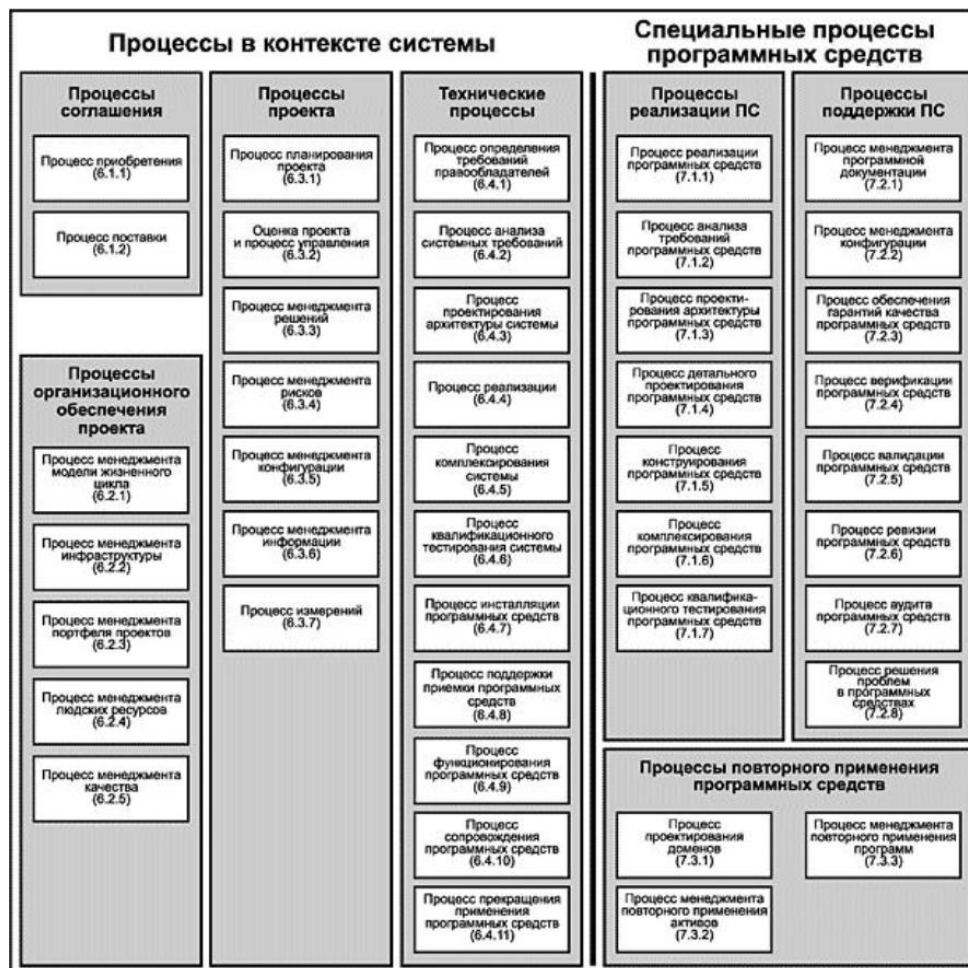 Процессы в контексте системы
Специальные процессы
программных средств
Процессы
соглашения
Процесс приобретения
(6.1.1)
Процесс поставки
(6.1.2)
Процессы
организационного
обеспечения
проекта
Процесс менеджмента
модели жизненного
цикла
(6.2.1)
Процесс менеджмента
инфраструктуры
(6.2.2)
Процесс менеджмента
портфеля проектов
(6.2.3)
Процесс менеджмента
людских ресурсов
(6.2.4)
Процесс менеджмента
качества
(6.2.5)
Процессы
проекта
Процесс планирования
проекта
(6.3.1)
Оценка проекта
и процесс управления
(6.3.2)
Процесс менеджмента
решений
(6.3.3)
Процесс менеджмента
рисков
(6.3.4)
Процесс менеджмента
конфигурации
(6.3.5)
Процесс менеджмента
информации
(6.3.6)
Процесс измерений
(6.3.7)
Технические
процессы
Процесс определения
требований
правообладателей
(6.4.1)
Процесс анализа
системных требований
(6.4.2)
Процесс
проектирования
архитектуры системы
(6.4.3)
Процесс реализации
(6.4.4)
Процесс
комплексирования
системы
(6.4.5)
Процесс
квалификационного
тестирования системы
(6.4.6)
Процесс инсталляции
программных средств
(6.4.7)
Процесс поддержки
приемки программных
средств
(6.4.8)
Процесс
функционирования
программных средств
(6.4.9)
Процесс
сопровождения
программных средств
(6.4.10)
Процесс прекращения
применения
программных средств
(6.4.11)
Процессы
реализации ПС
Процесс реализации
программных средств
(7.1.1)
Процесс анализа
требований
программных средств
(7.1.2)
Процесс проекти-
рования архитектуры
программных средств
(7.1.3)
Процесс детального
проектирования
программных средств
(7.1.4)
Процесс
конструирования
программных средств
(7.1.5)
Процесс
комплексирования
программных средств
(7.1.6)
Процесс квалифика-
ционного тестирования
программных средств
(7.1.7)
Процессы
поддержки ПС
Процесс менеджмента
программной
документации
(7.2.1)
Процесс менеджмента
конфигурации
(7.2.2)
Процесс обеспечения
гарантий качества
программных средств
(7.2.3)
Процесс верификации
программных средств
(7.2.4)
Процесс валидации
программных средств
(7.2.5)
Процесс ревизии
программных средств
(7.2.6)
Процесс аудита
программных средств
(7.2.7)
Процесс решения
проблем
в программных
средствах
(7.2.8)
Процессы повторного применения
программных средств
Процесс
проектирования
доменов
(7.3.1)
Процесс менеджмента
повторного применения
активов
(7.3.2)
Процесс менеджмента
повторного применения
программ
(7.3.3)